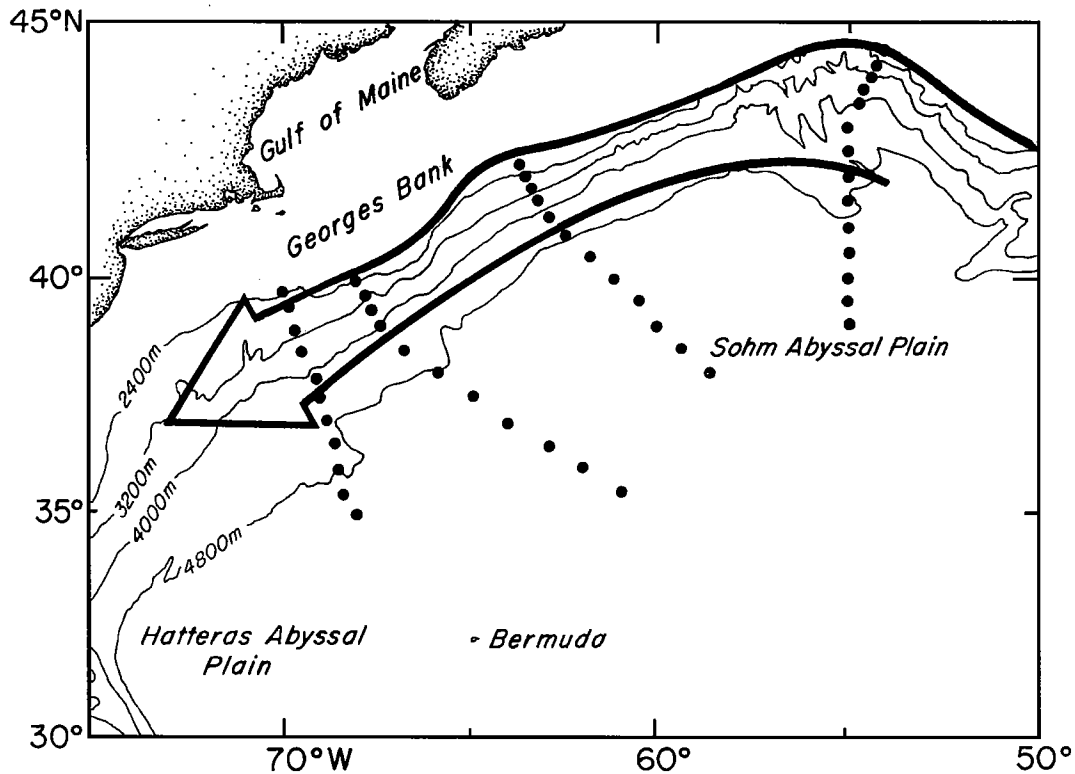 45°N
Gulf of Maine
Georges Bank
40°
Sohm Abyssal Plain
2400m
3200m
4000m
4800m
35°
Hatteras Abyssal
Plain
Bermuda
30°
70°W
60°
50°